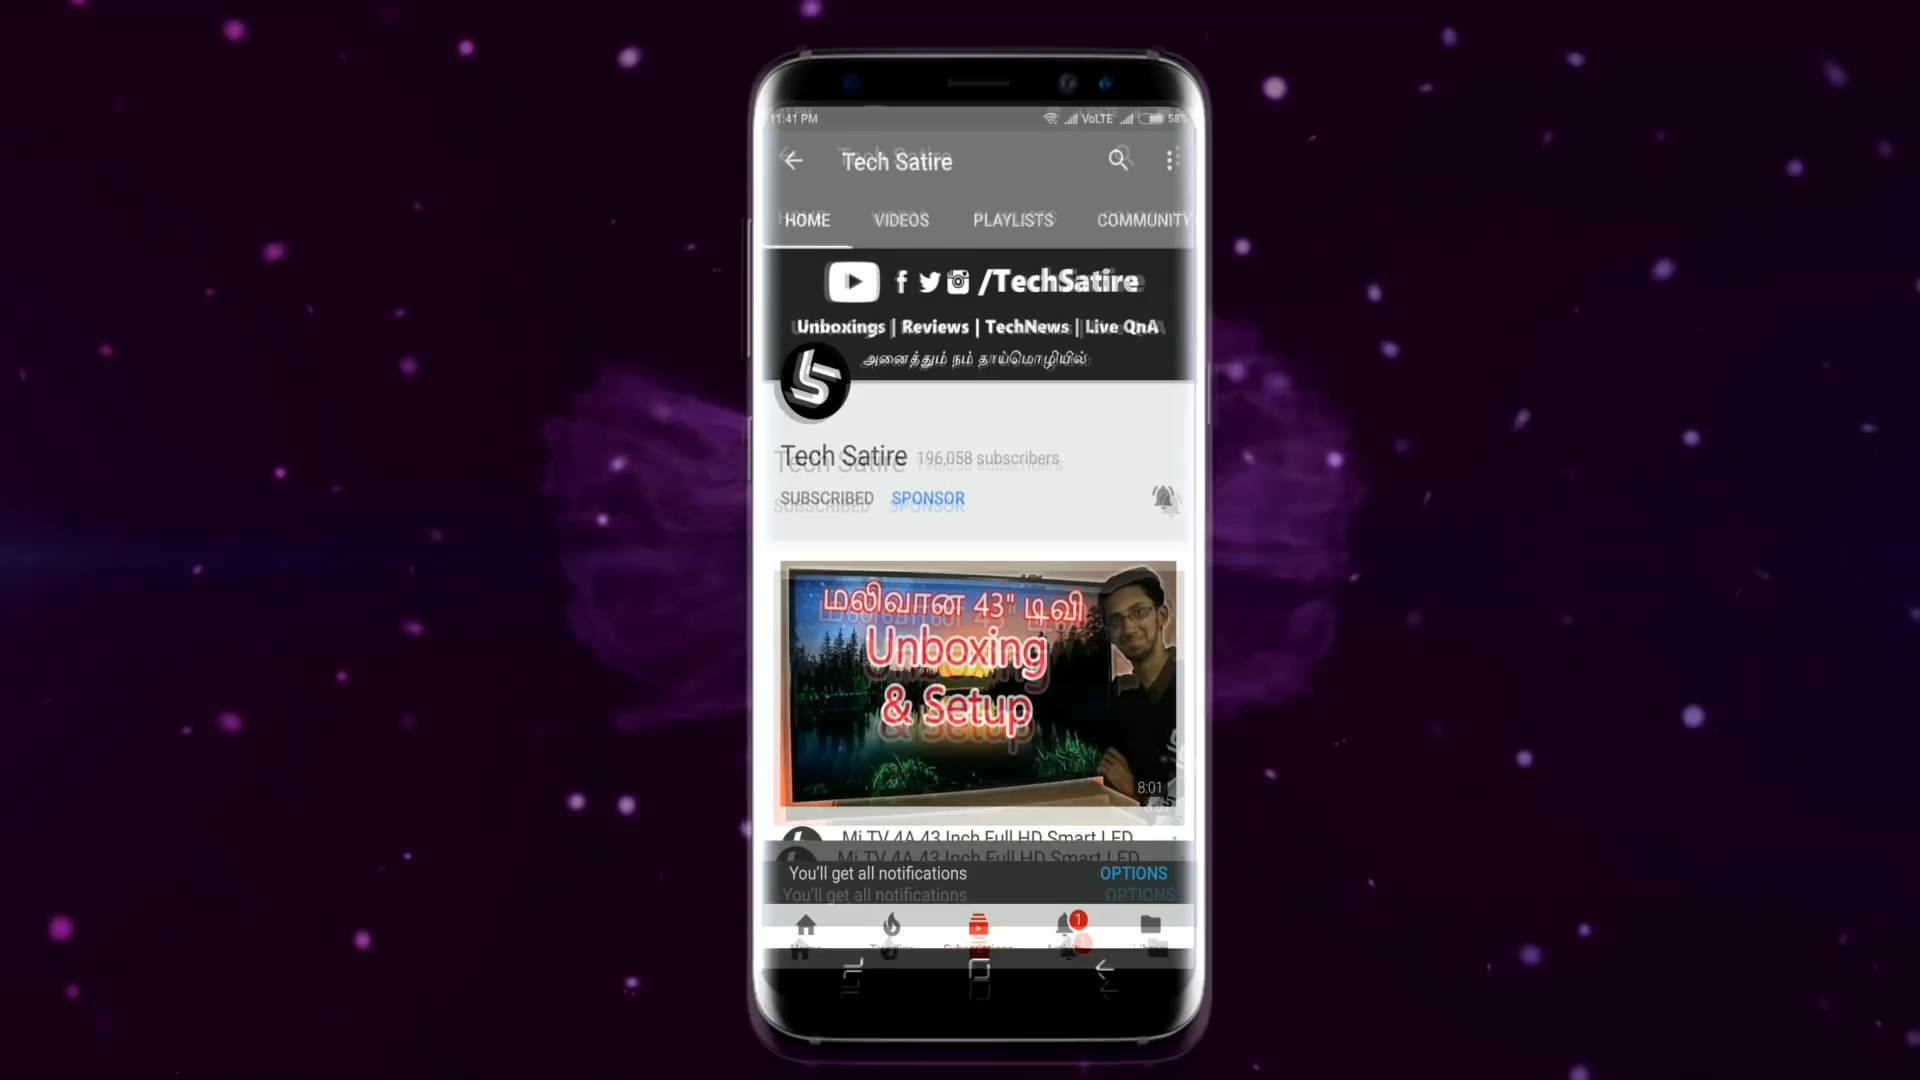 11:41 PM VoLTE 58%
Tech Satire
HOME VIDEOS PLAYLISTS COMMUNITY
f /TechSatire
Unboxings | Reviews | TechNews | Live QnA
அனைத்தும் நம் தாய்மொழியில்
Tech Satire 196,058 subscribers
SUBSCRIBED SPONSOR
மலிவான 43" டிவி
Unboxing
& Setup
8:01
Mi TV 4A 43 Inch Full HD Smart LED
You'll get all notifications OPTIONS
1
Home Subscriptions